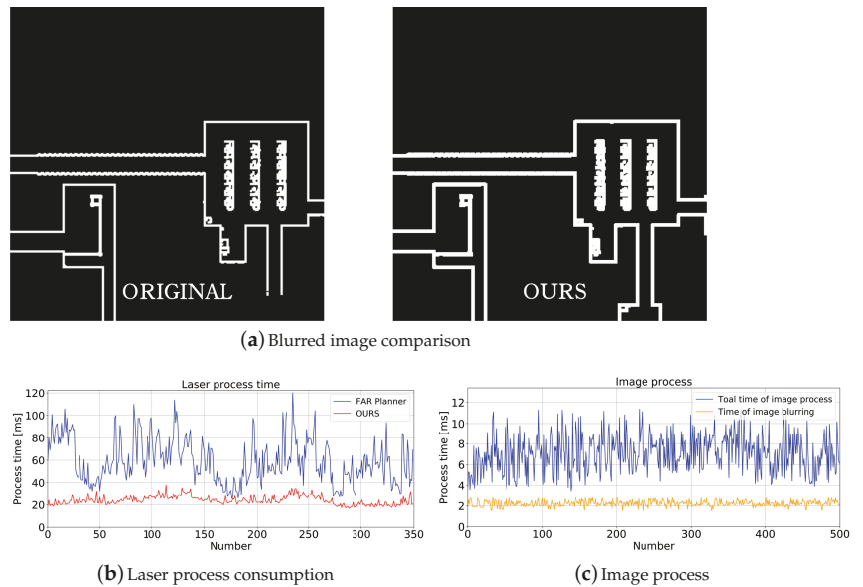 ORIGINAL
OURS
(a) Blurred image comparison
Laser process time
Process time [ms]
120
100
80
60
40
20
0
FAR Planner
OURS
0 50 100 150 200 250 300 350
Number
(b) Laser process consumption
Image process
Process time [ms]
12
10
8
6
4
2
0
Toal time of image process
Time of image blurring
0 100 200 300 400 500
Number
(c) Image process